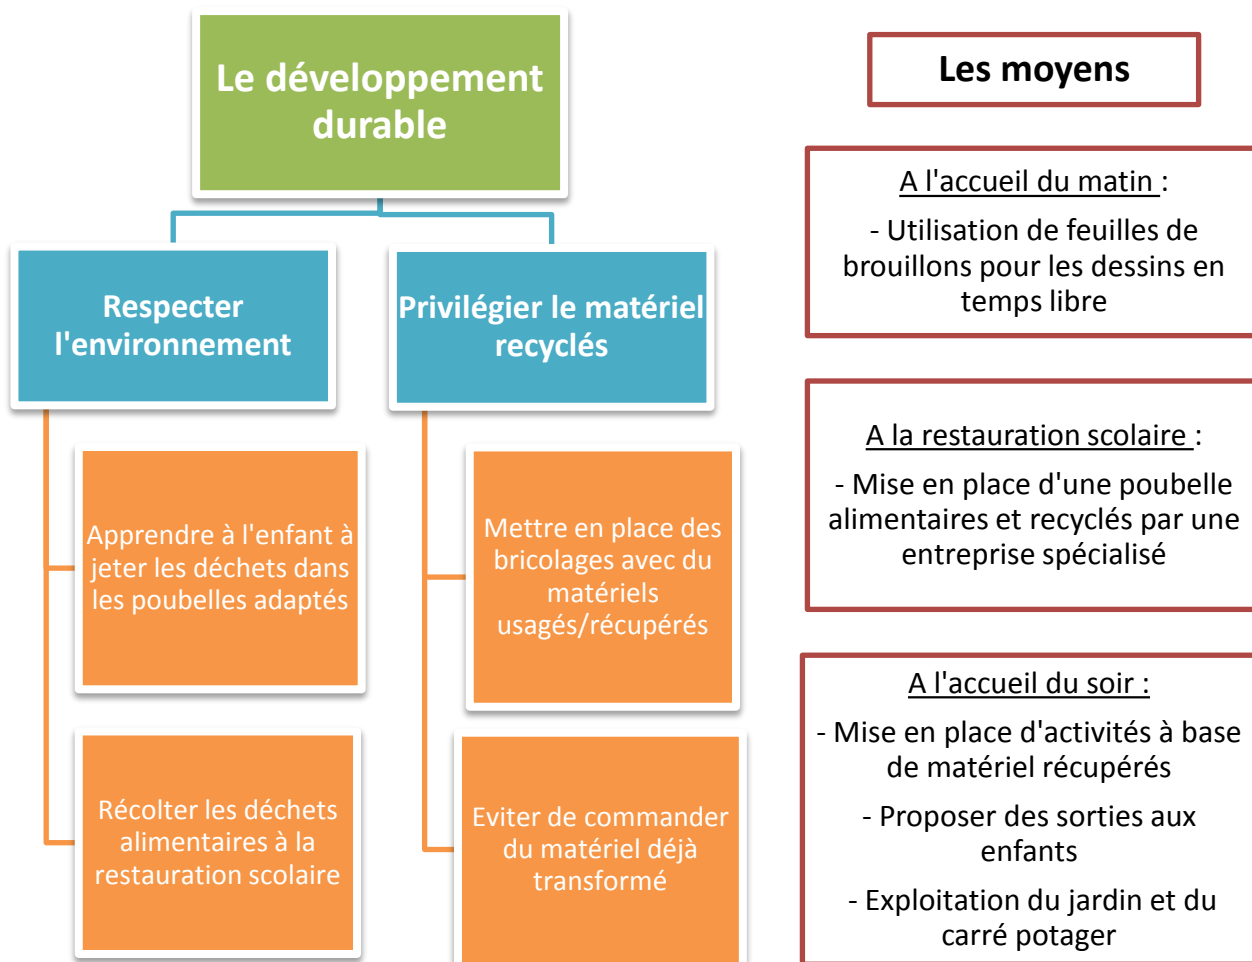 Le développement
durable
Respecter
l'environnement
Apprendre à l'enfant à
jeter les déchets dans
les poubelles adaptés
Récolter les déchets
alimentaires à la
restauration scolaire
Privilégier le matériel
recyclés
Mettre en place des
bricolages avec du
matériels
usagés/récupérés
Eviter de commander
du matériel déjà
transformé
Les moyens
A l'accueil du matin :
- Utilisation de feuilles de
brouillons pour les dessins en
temps libre
A la restauration scolaire :
- Mise en place d'une poubelle
alimentaires et recyclés par une
entreprise spécialisé
A l'accueil du soir :
- Mise en place d'activités à base
de matériel récupérés
- Proposer des sorties aux
enfants
- Exploitation du jardin et du
carré potager